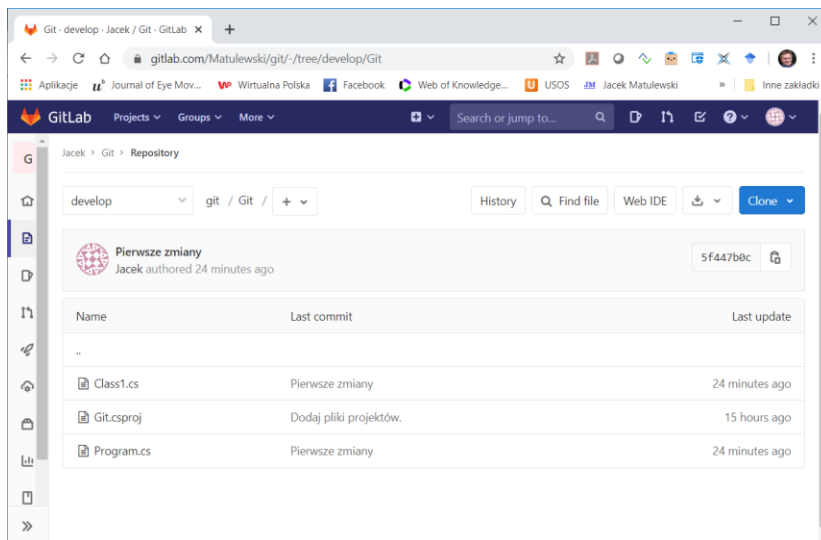 Git · develop · Jacek / Git · GitLab
gitlab.com/Matulewski/git/-/tree/develop/Git
Aplikacje Journal of Eye Mov... Wirtualna Polska Facebook Web of Knowledge... USOS JM Jacek Matulewski » Inne zakładki
GitLab Projects Groups More Search or jump to...
G
Jacek > Git > Repository
develop git / Git / + History Find file Web IDE Clone
Pierwsze zmiany
Jacek authored 24 minutes ago
5f447b0c
Name Last commit Last update
..
Class1.cs Pierwsze zmiany 24 minutes ago
Git.csproj Dodaj pliki projektów. 15 hours ago
Program.cs Pierwsze zmiany 24 minutes ago